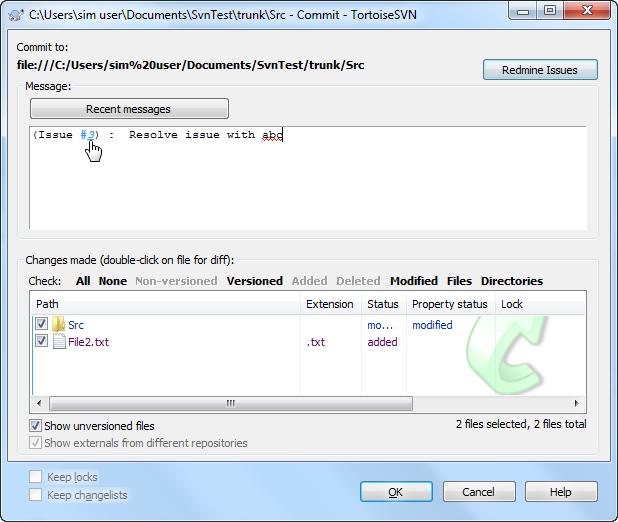 C:\Users\sim user\Documents\SvnTest\trunk\Src - Commit - TortoiseSVN
Commit to:
file:///C:/Users/sim%20user/Documents/SvnTest/trunk/Src
Redmine Issues
Message:
Recent messages
(Issue #3) :  Resolve issue with abc
Changes made (double-click on file for diff):
Check: All None Non-versioned Versioned Added Deleted Modified Files Directories
Path Extension Status Property status Lock
Src mo... modified
File2.txt .txt added
Show unversioned files 2 files selected, 2 files total
Show externals from different repositories
Keep locks
Keep changelists
OK Cancel Help